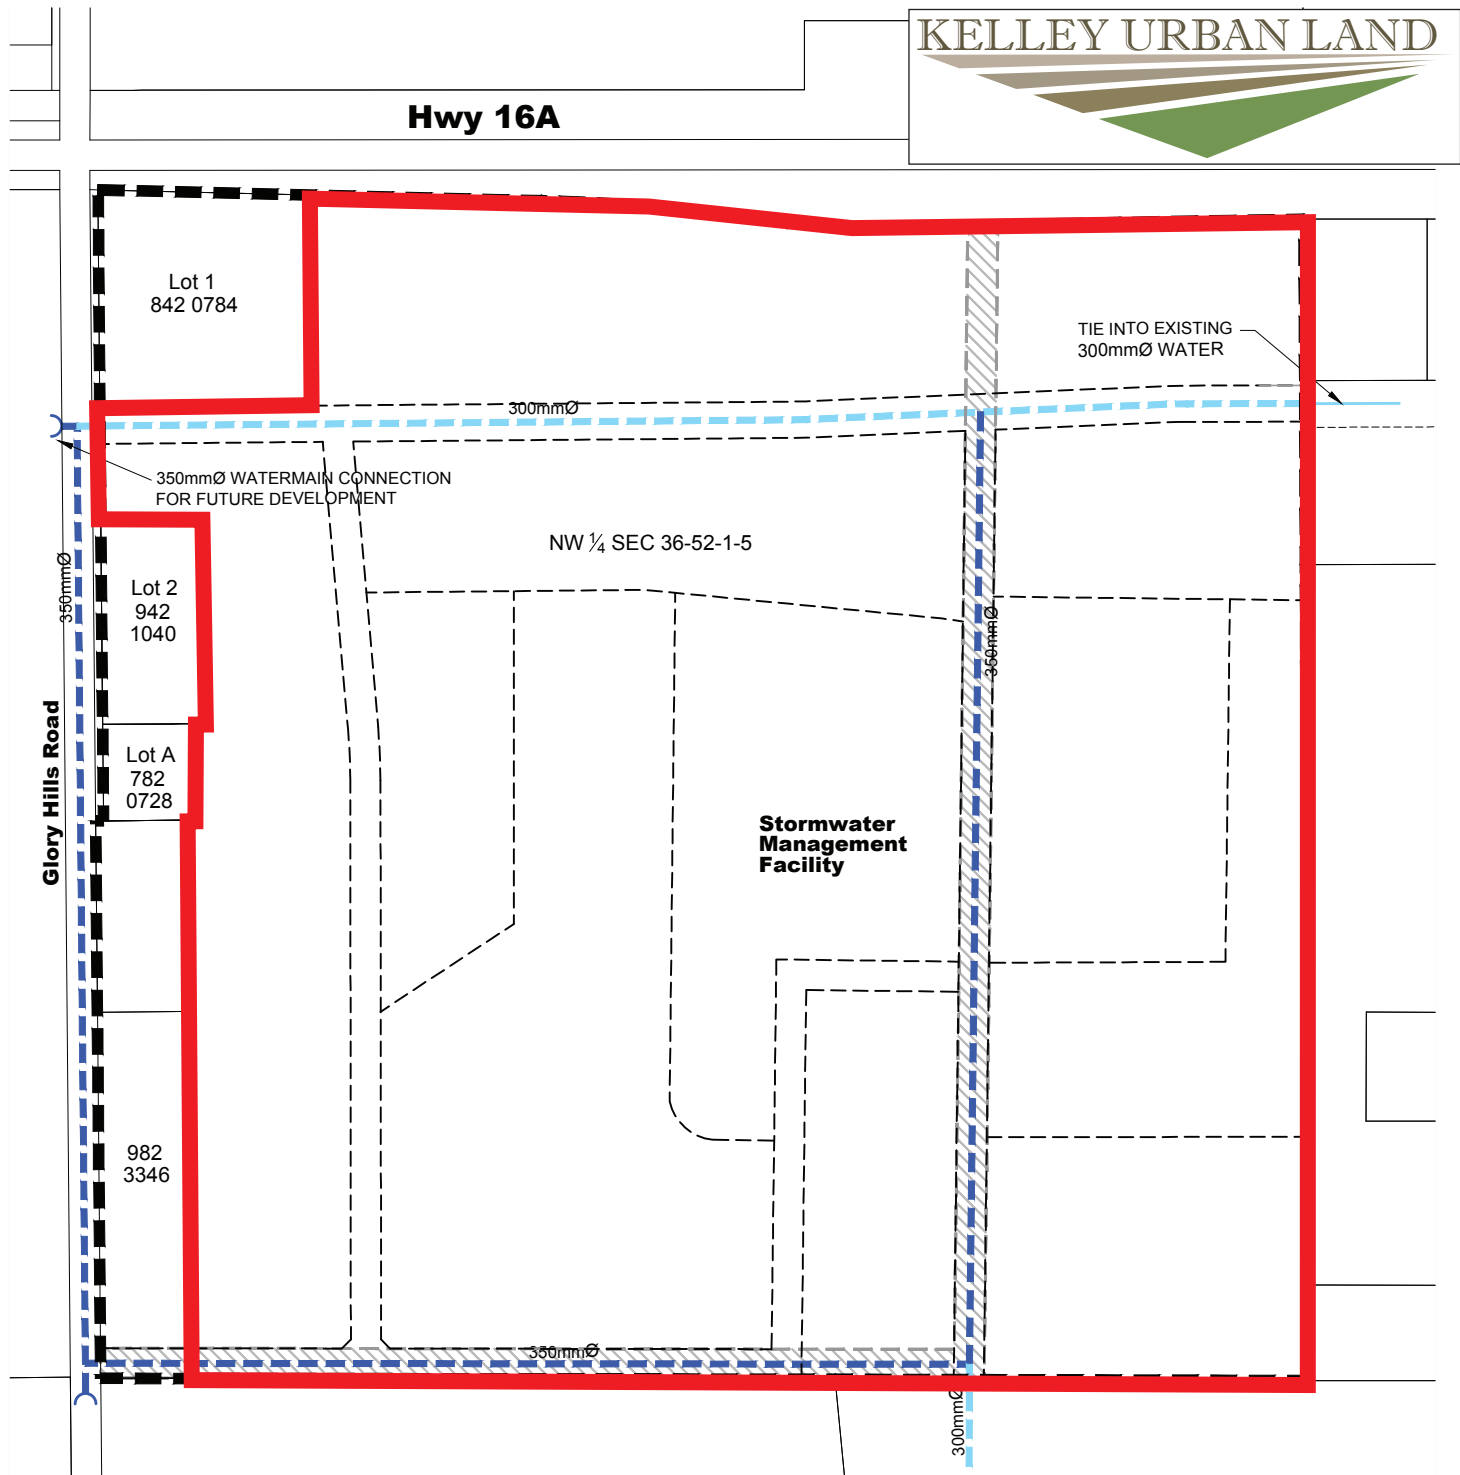 KELLEY URBAN LAND
Hwy 16A
Lot 1
842 0784
TIE INTO EXISTING
300mmØ WATER
300mmØ
350mmØ WATERMAIN CONNECTION
FOR FUTURE DEVELOPMENT
NW ¼ SEC 36-52-1-5
350mmØ
Lot 2
942
1040
350mmØ
Glory Hills Road
Lot A
782
0728
Stormwater
Management
Facility
982
3346
350mmØ
300mmØ